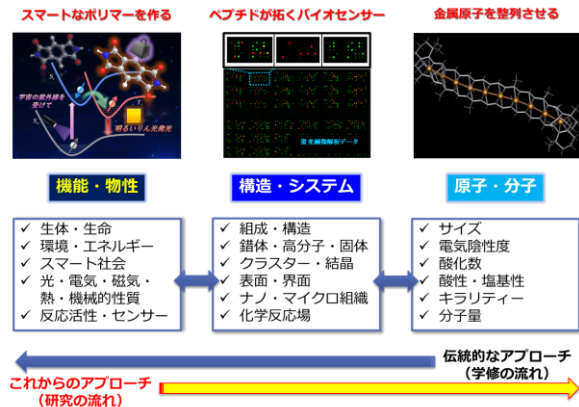 スマートなポリマーを作る
ペプチドが拓くバイオセンサー
金属原子を整列させる
宇宙の紫外線を
受けて
明るいりん光発光
蛍光画像解析データ
機能・物性
構造・システム
原子・分子
✓ 生体・生命
✓ 環境・エネルギー
✓ スマート社会
✓ 光・電気・磁気・
熱・機械的性質
✓ 反応活性・センサー
✓ 組成・構造
✓ 錯体・高分子・固体
✓ クラスター・結晶
✓ 表面・界面
✓ ナノ・マイクロ組織
✓ 化学反応場
✓ サイズ
✓ 電気陰性度
✓ 酸化数
✓ 酸性・塩基性
✓ キラリティー
✓ 分子量
伝統的なアプローチ
（学修の流れ）
これからのアプローチ
（研究の流れ）